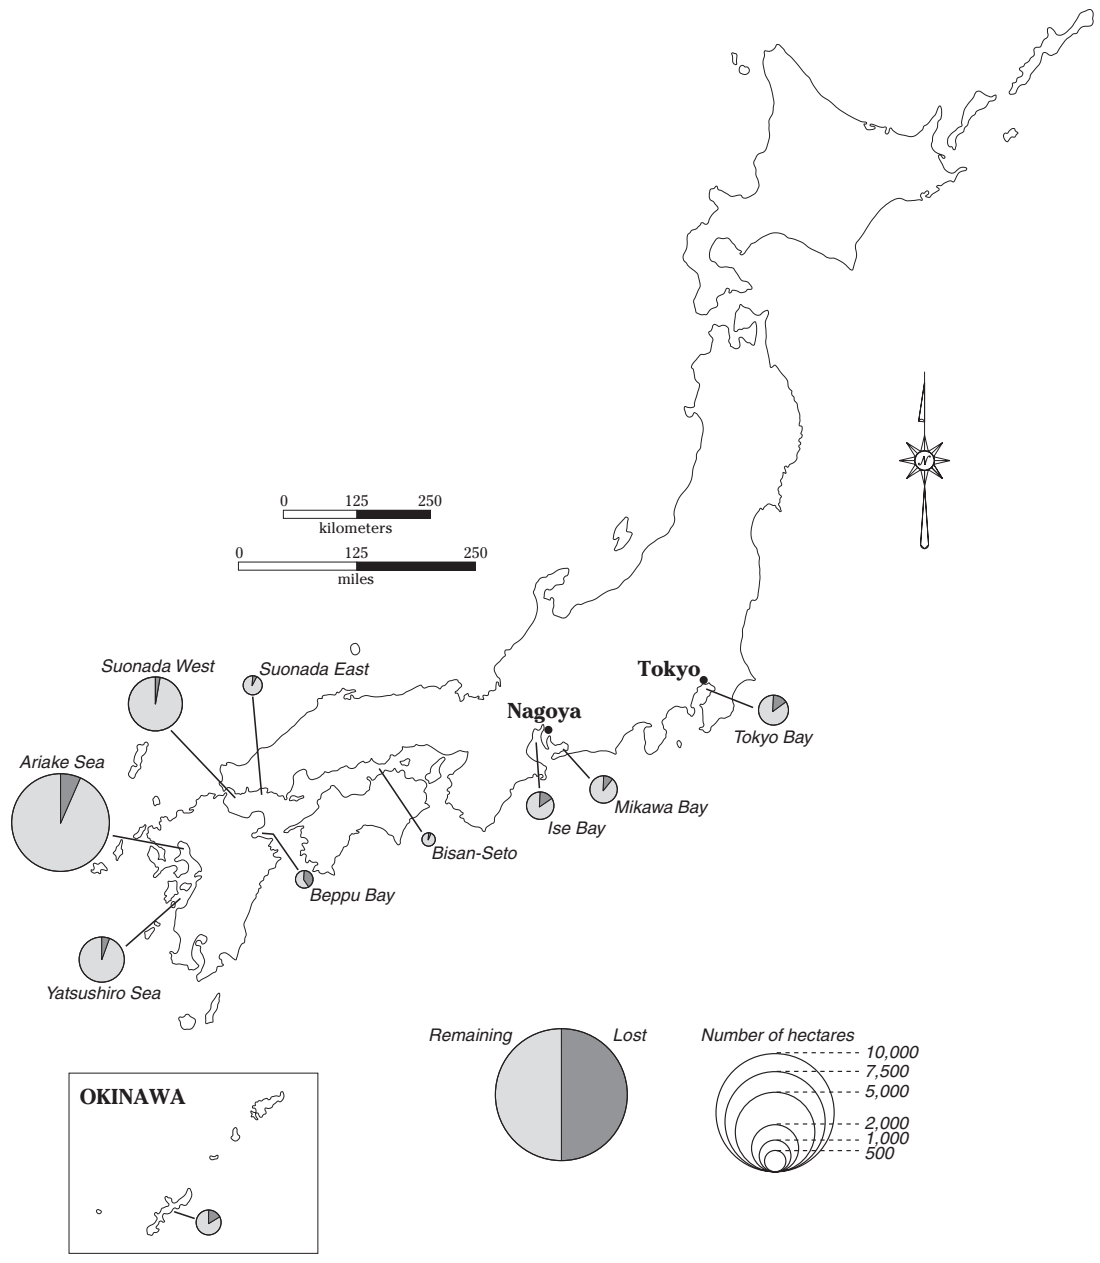 0 125 250
kilometers
0 125 250
miles
N
Suonada West
Suonada East
Tokyo
Nagoya
Tokyo Bay
Ariake Sea
Mikawa Bay
Ise Bay
Bisan-Seto
Beppu Bay
Yatsushiro Sea
Remaining
Lost
Number of hectares
10,000
7,500
5,000
2,000
1,000
500
OKINAWA